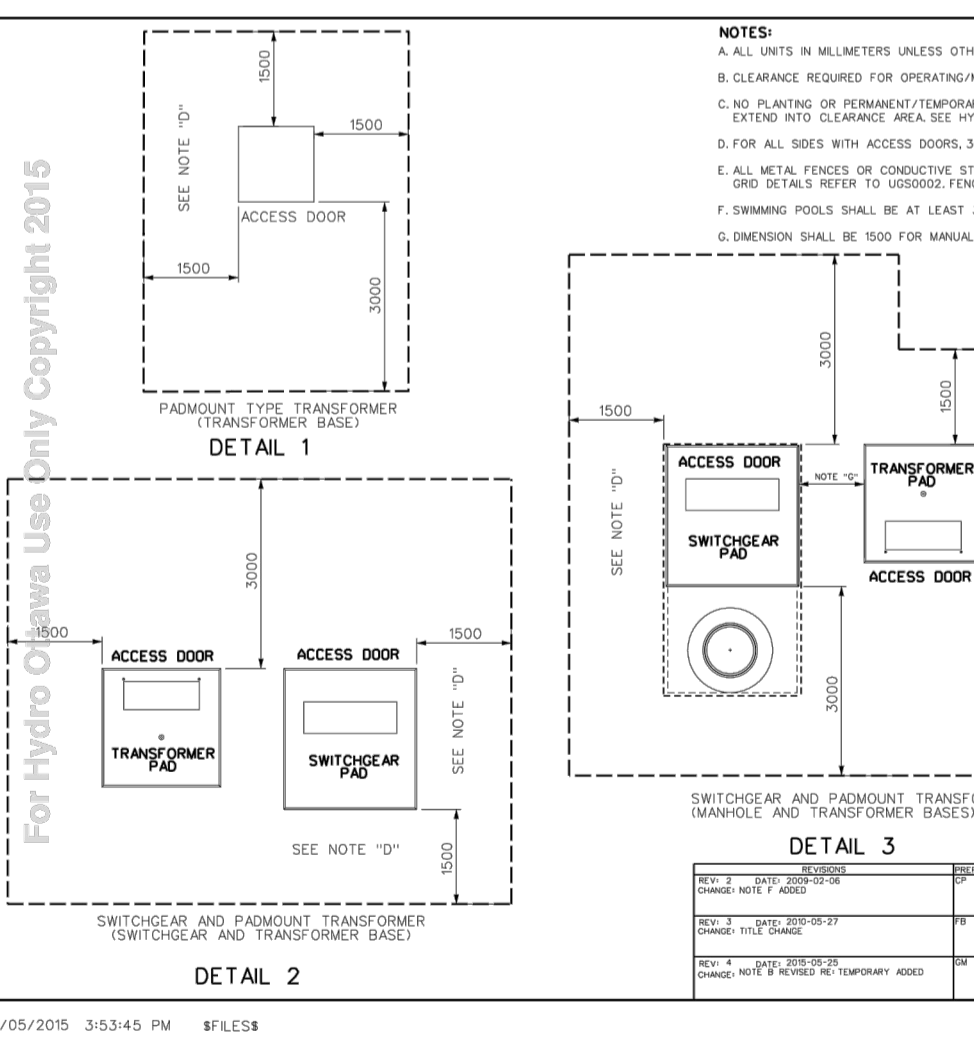 NOTES:
A. ALL UNITS IN MILLIMETERS UNLESS OTH
B. CLEARANCE REQUIRED FOR OPERATING/
C. NO PLANTING OR PERMANENT/TEMPORA
EXTEND INTO CLEARANCE AREA. SEE HY
D. FOR ALL SIDES WITH ACCESS DOORS, 3
E. ALL METAL FENCES OR CONDUCTIVE ST
GRID DETAILS REFER TO UGS0002. FEN
F. SWIMMING POOLS SHALL BE AT LEAST
G. DIMENSION SHALL BE 1500 FOR MANUAL
For Hydro Ottawa Use Only Copyright 2015
1500
SEE NOTE "D"
1500
ACCESS DOOR
1500
3000
PADMOUNT TYPE TRANSFORMER
(TRANSFORMER BASE)
DETAIL 1
3000
1500
1500
ACCESS DOOR
ACCESS DOOR
SEE NOTE "D"
TRANSFORMER
PAD
SWITCHGEAR
PAD
SEE NOTE "D"
1500
SWITCHGEAR AND PADMOUNT TRANSFORMER
(SWITCHGEAR AND TRANSFORMER BASE)
DETAIL 2
3000
1500
1500
ACCESS DOOR
NOTE "G"
TRANSFORMER
PAD
SEE NOTE "D"
SWITCHGEAR
PAD
ACCESS DOOR
3000
SWITCHGEAR AND PADMOUNT TRANSF
(MANHOLE AND TRANSFORMER BASES)
DETAIL 3
REVISIONS
PREP
REV: 2 DATE: 2009-02-06
CP
CHANGE: NOTE F ADDED
REV: 3 DATE: 2010-05-27
FB
CHANGE: TITLE CHANGE
REV: 4 DATE: 2015-05-25
GM
CHANGE: NOTE B REVISED RE: TEMPORARY ADDED
/05/2015 3:53:45 PM $FILES$